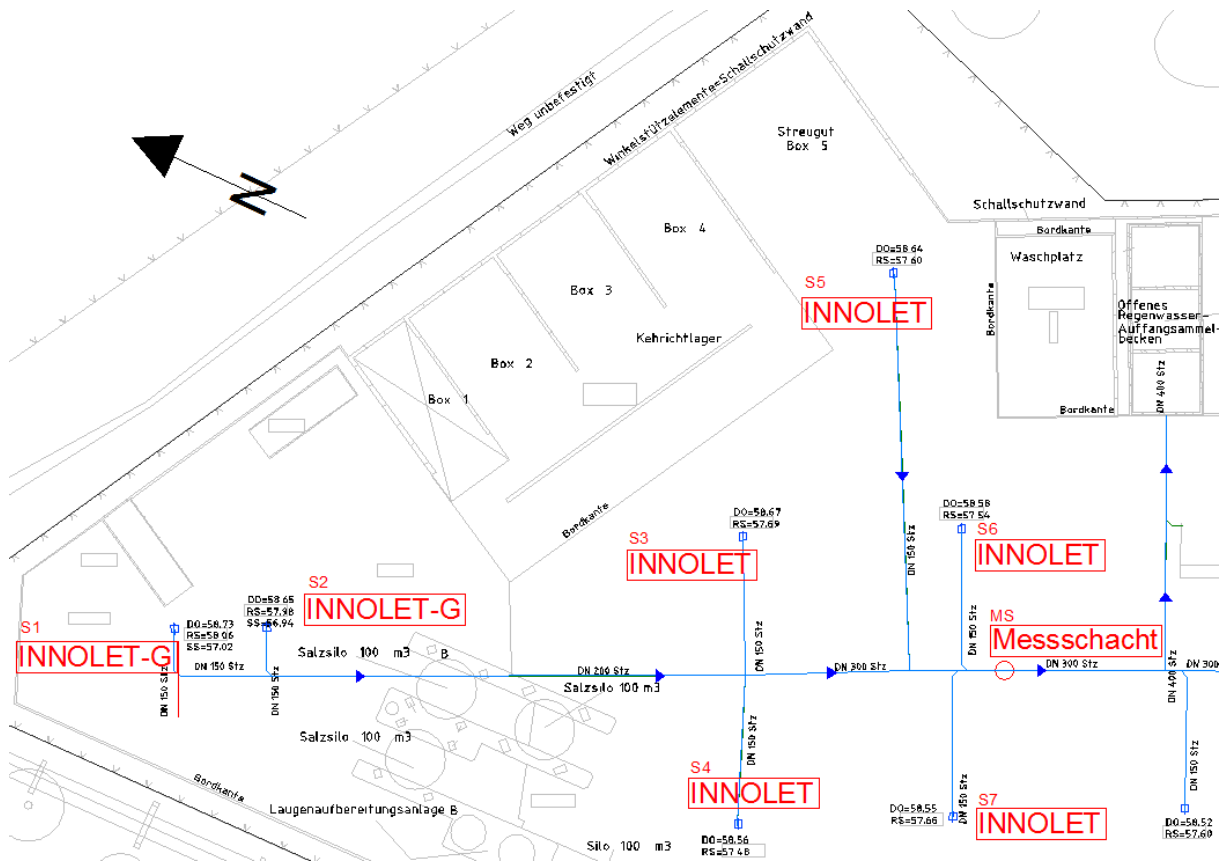 Weg unbefestigt
Winkelstützelemente=Schallschutzwand
N
Streugut
Box 5
Box 4
Box 3
Box 2
Box 1
Kehrichtlager
Bordkante
Schallschutzwand
Bordkante
Waschplatz
Bordkante
Bordkante
Offenes
Regenwasser-
Auffangsammel-
becken
DN 400 Stz
DO=58.64
RS=57.60
S5
INNOLET
DN 150 Stz
DO=58.67
RS=57.69
S3
INNOLET
DN 150 Stz
DO=58.58
RS=57.54
S6
INNOLET
DN 150 Stz
MS
Messschacht
S2
INNOLET-G
DO=58.65
RS=57.98
SS=56.94
S1
INNOLET-G
DO=58.73
RS=58.06
SS=57.02
DN 150 Stz
DN 150 Stz
DN 150 Stz
Salzsilo 100 m3 B
DN 200 Stz
Salzsilo 100 m3
DN 300 Stz
DN 300 Stz
DN 300
DN 400 Stz
Salzsilo 100 m3
Bordkante
Laugenaufbereitungsanlage B
Silo 100 m3
DN 150 Stz
S4
INNOLET
DO=58.56
RS=57.48
DO=58.55
RS=57.66
DN 150 Stz
S7
INNOLET
DN 150 Stz
DO=58.52
RS=57.60